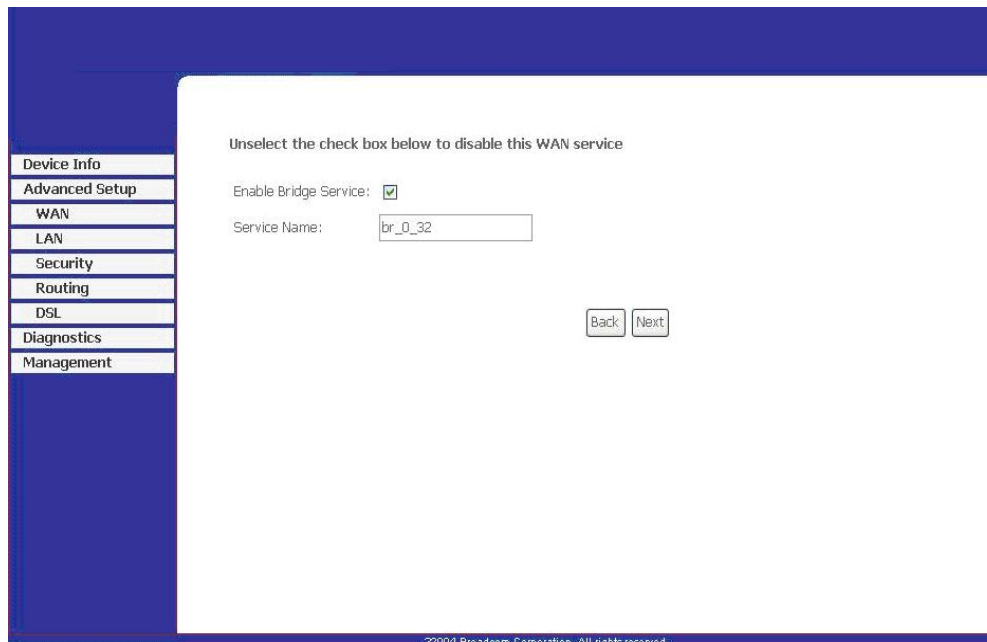 Unselect the check box below to disable this WAN service
Device Info
Advanced Setup
WAN
LAN
Security
Routing
DSL
Diagnostics
Management
Enable Bridge Service:
Service Name: br_0_32
Back Next
2004 Broadcom Corporation. All rights reserved.